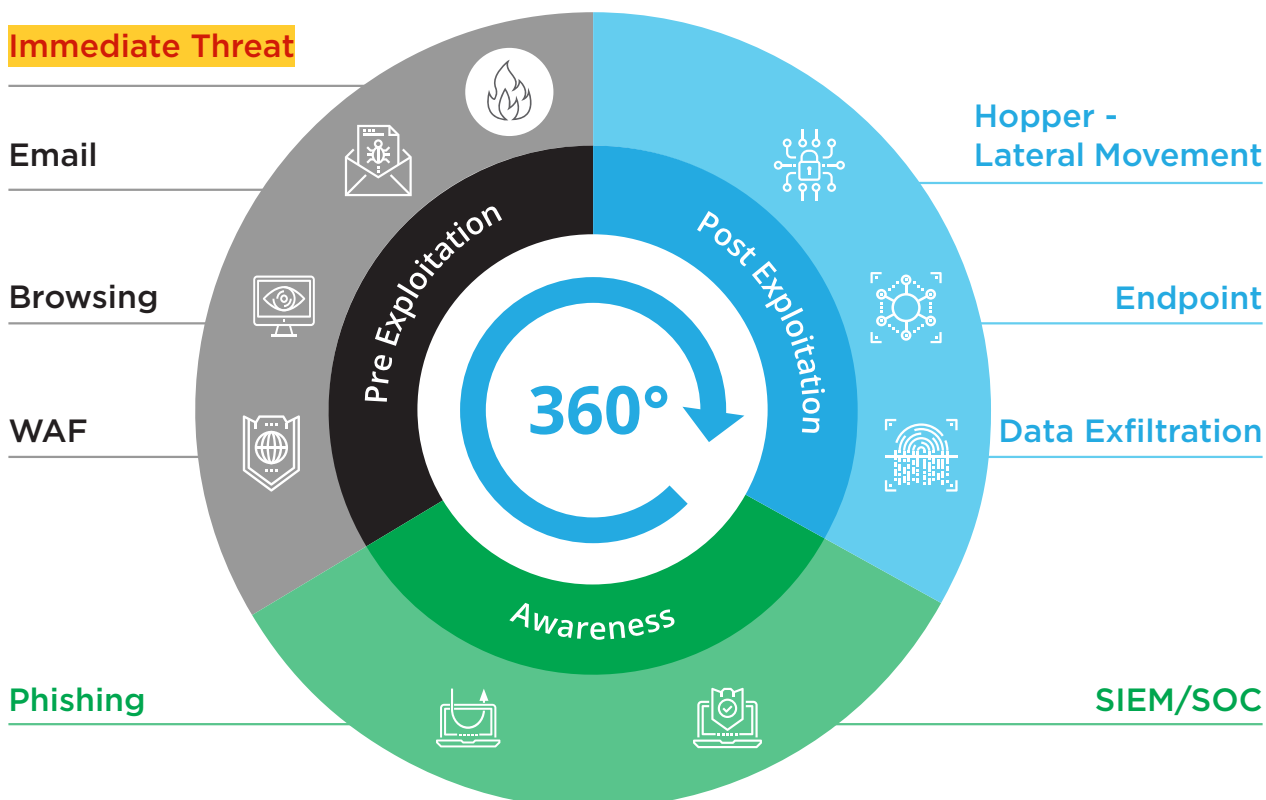 Immediate Threat
Email
Browsing
WAF
Phishing
Pre Exploitation
Post Exploitation
360°
Awareness
Hopper -
Lateral Movement
Endpoint
Data Exfiltration
SIEM/SOC